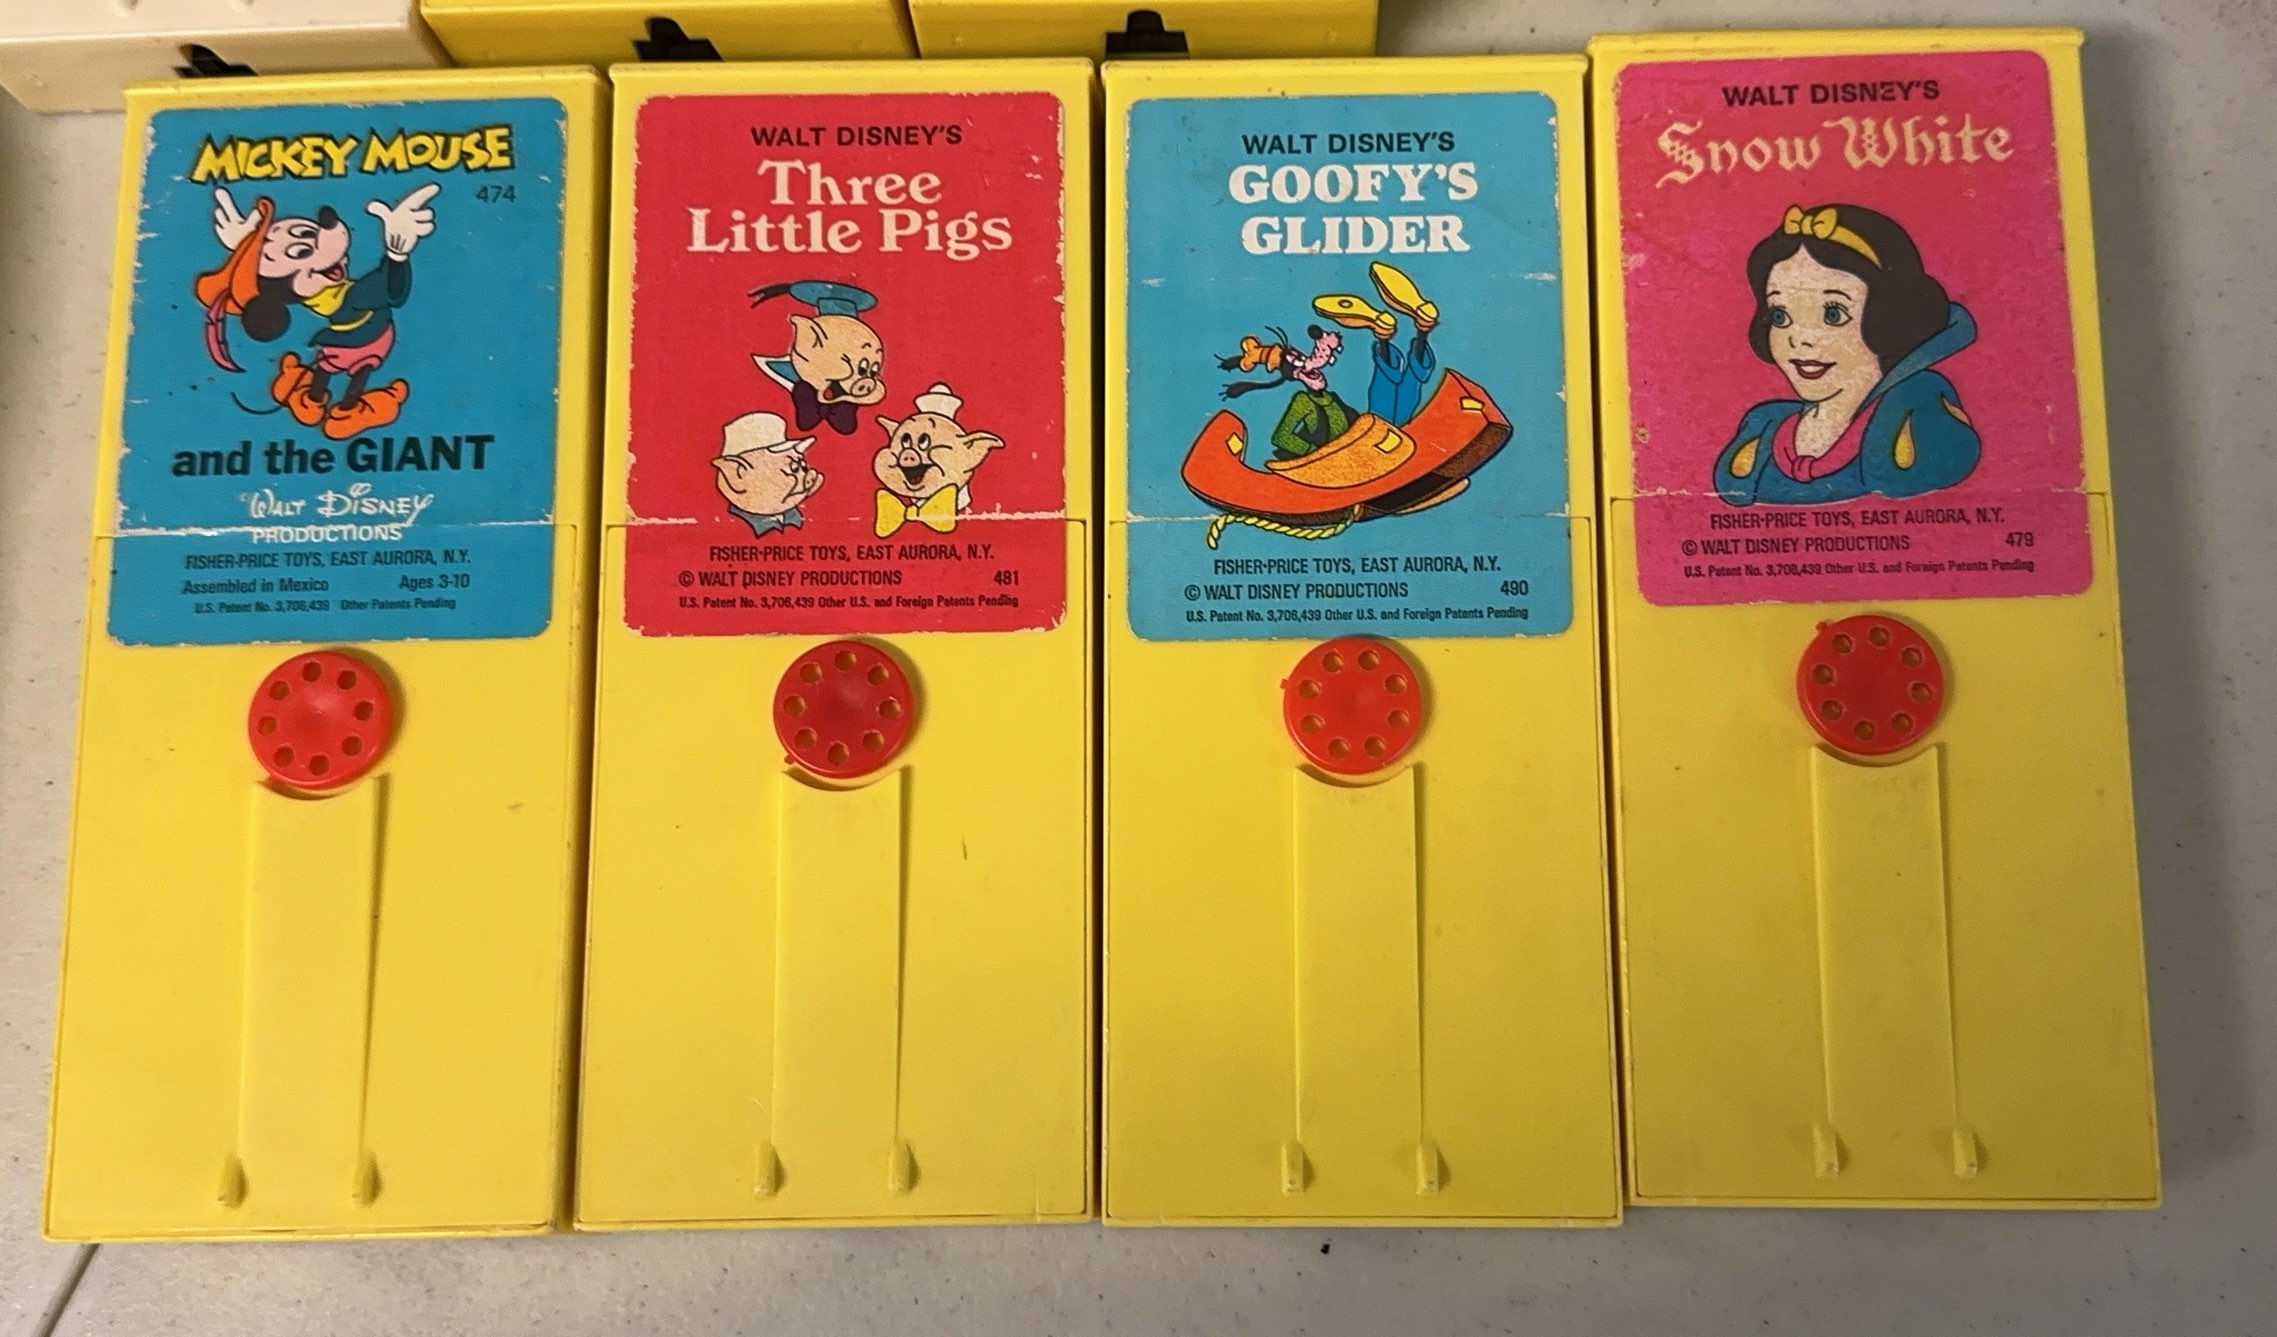 MICKEY MOUSE
474
and the GIANT
WALT DISNEY
PRODUCTIONS
FISHER-PRICE TOYS, EAST AURORA, N.Y.
Assembled in Mexico Ages 3-10
U.S. Patent No. 3,706,439 Other Patents Pending
WALT DISNEY'S
Three
Little Pigs
FISHER-PRICE TOYS, EAST AURORA, N.Y.
© WALT DISNEY PRODUCTIONS 481
U.S. Patent No. 3,706,439 Other U.S. and Foreign Patents Pending
WALT DISNEY'S
GOOFY'S
GLIDER
FISHER-PRICE TOYS, EAST AURORA, N.Y.
© WALT DISNEY PRODUCTIONS 490
U.S. Patent No. 3,706,439 Other U.S. and Foreign Patents Pending
WALT DISNEY'S
Snow White
FISHER-PRICE TOYS, EAST AURORA, N.Y.
© WALT DISNEY PRODUCTIONS 479
U.S. Patent No. 3,706,439 Other U.S. and Foreign Patents Pending